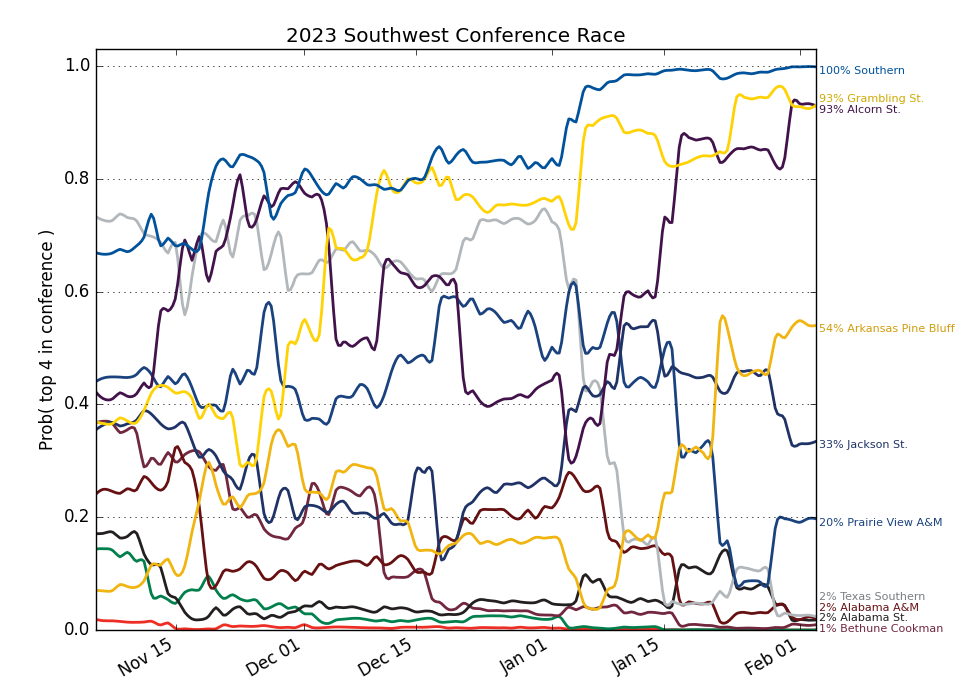 2023 Southwest Conference Race
Prob( top 4 in conference )
1.0
0.8
0.6
0.4
0.2
0.0
Nov 15
Dec 01
Dec 15
Jan 01
Jan 15
Feb 01
100% Southern
93% Grambling St.
93% Alcorn St.
54% Arkansas Pine Bluff
33% Jackson St.
20% Prairie View A&M
2% Texas Southern
2% Alabama A&M
2% Alabama St.
1% Bethune Cookman